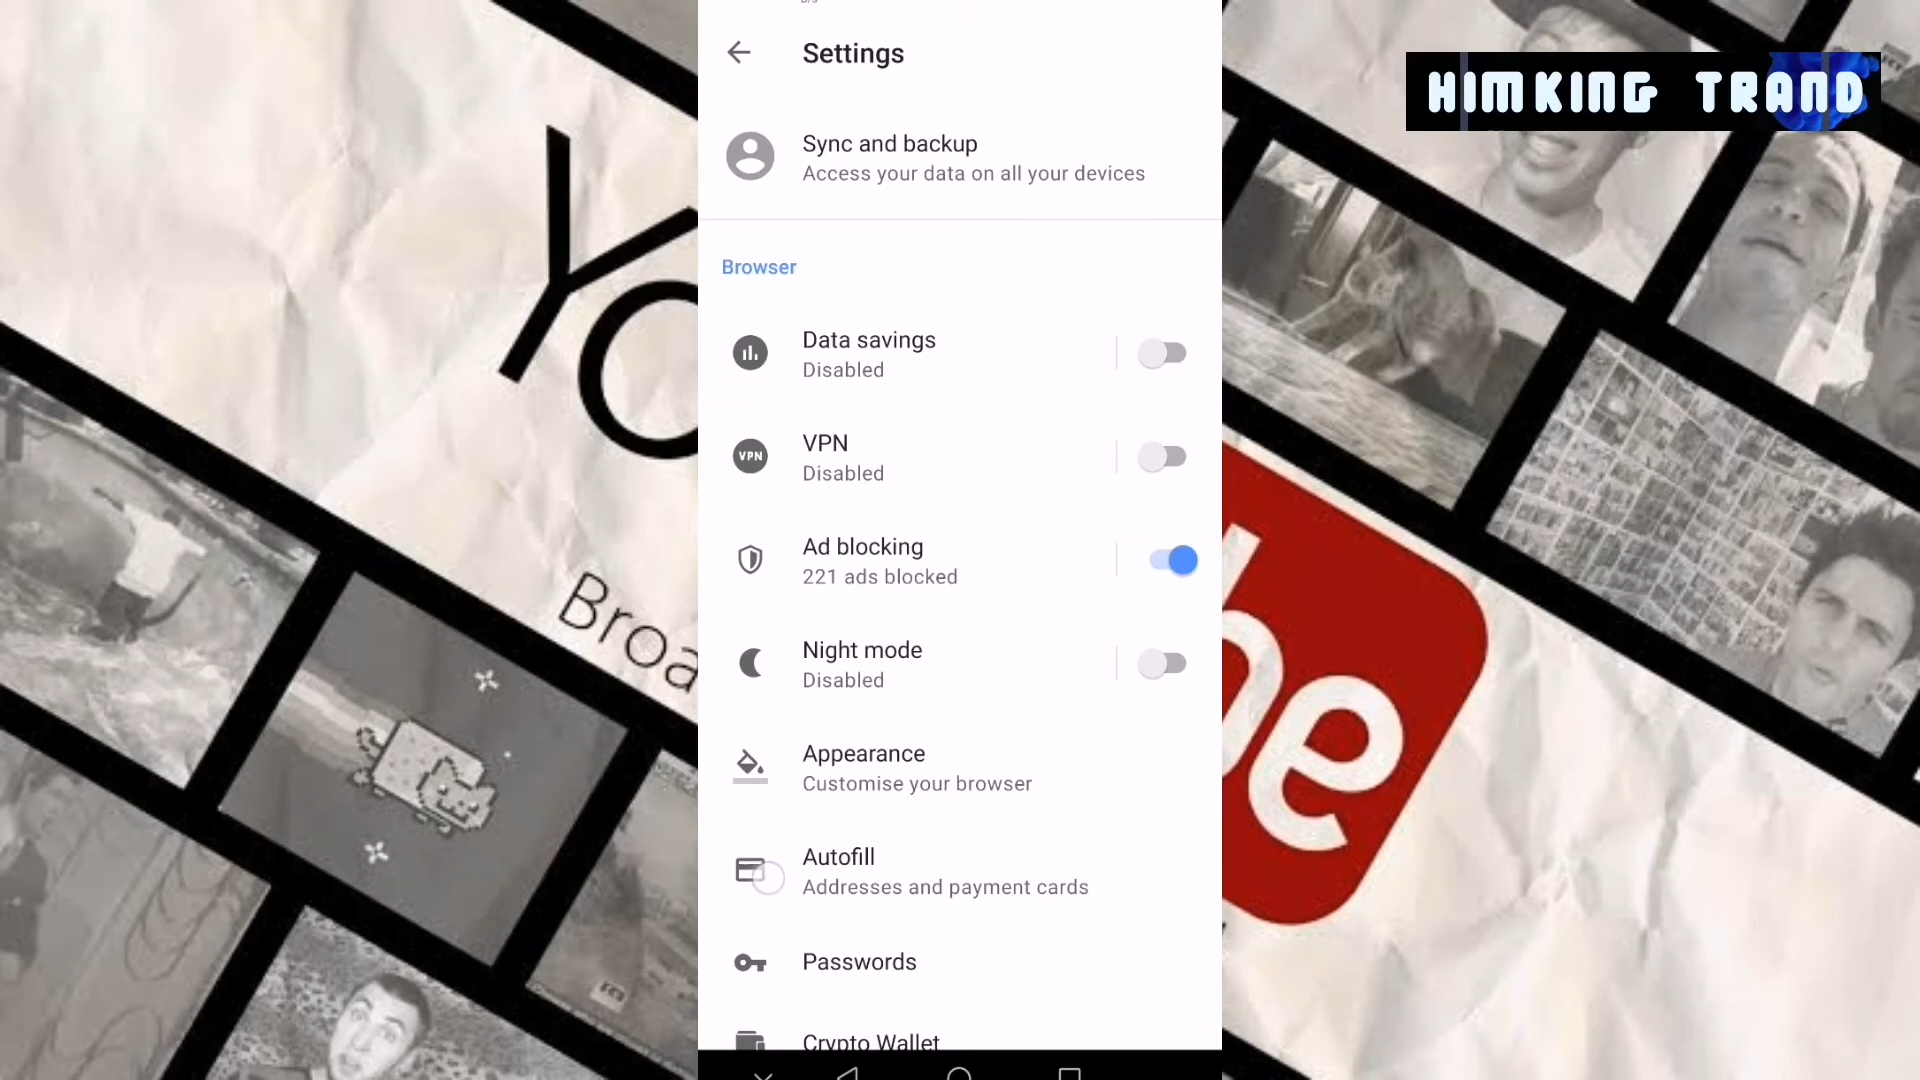 Settings
HIMKING TRAND
Sync and backup
Access your data on all your devices
Browser
Data savings
Disabled
VPN
VPN
Disabled
Ad blocking
221 ads blocked
Night mode
Disabled
Appearance
Customise your browser
Autofill
Addresses and payment cards
Passwords
Crypto Wallet
Yo
Broa
be